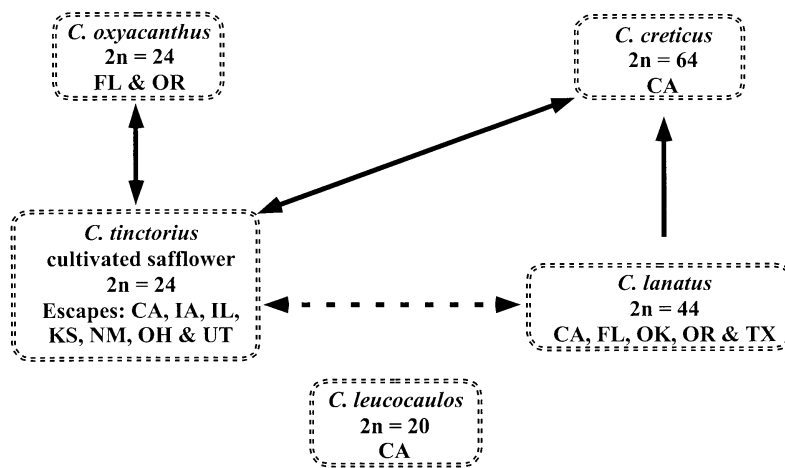 C. oxyacanthus
2n = 24
FL & OR
C. creticus
2n = 64
CA
C. tinctorius
cultivated safflower
2n = 24
Escapes: CA, IA, IL,
KS, NM, OH & UT
C. lanatus
2n = 44
CA, FL, OK, OR & TX
C. leucocaulos
2n = 20
CA